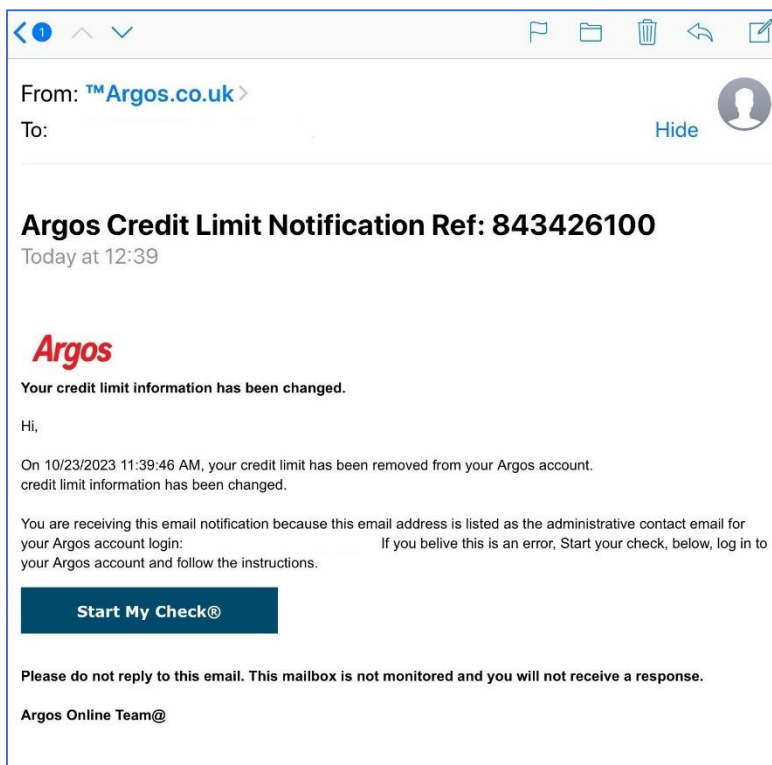 1
From: ™Argos.co.uk
To:
Hide
Argos Credit Limit Notification Ref: 843426100
Today at 12:39
Argos
Your credit limit information has been changed.
Hi,
On 10/23/2023 11:39:46 AM, your credit limit has been removed from your Argos account.
credit limit information has been changed.
You are receiving this email notification because this email address is listed as the administrative contact email for
your Argos account login: If you belive this is an error, Start your check, below, log in to
your Argos account and follow the instructions.
Start My Check®
Please do not reply to this email. This mailbox is not monitored and you will not receive a response.
Argos Online Team@